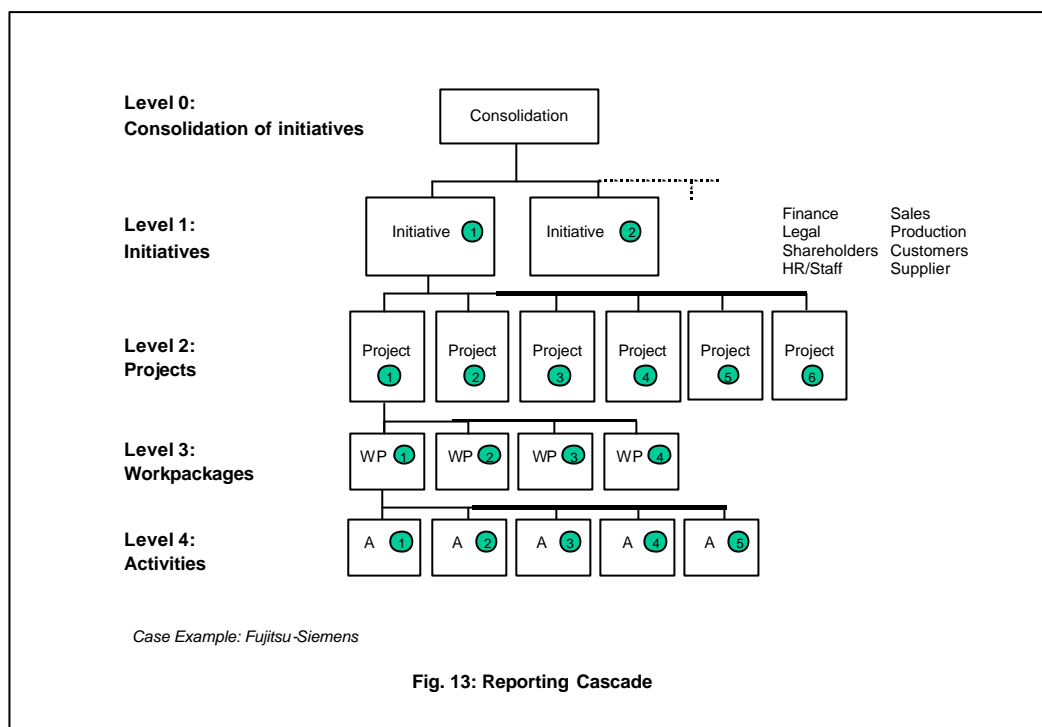 Level 0:
Consolidation of initiatives
Consolidation
Level 1:
Initiatives
Initiative 1
Initiative 2
Finance Sales
Legal Production
Shareholders Customers
HR/Staff Supplier
Level 2:
Projects
Project Project Project Project Project Project
1 2 3 4 5 6
Level 3:
Workpackages
WP 1 WP 2 WP 3 WP 4
Level 4:
Activities
A 1 A 2 A 3 A 4 A 5
Case Example: Fujitsu-Siemens
Fig. 13: Reporting Cascade